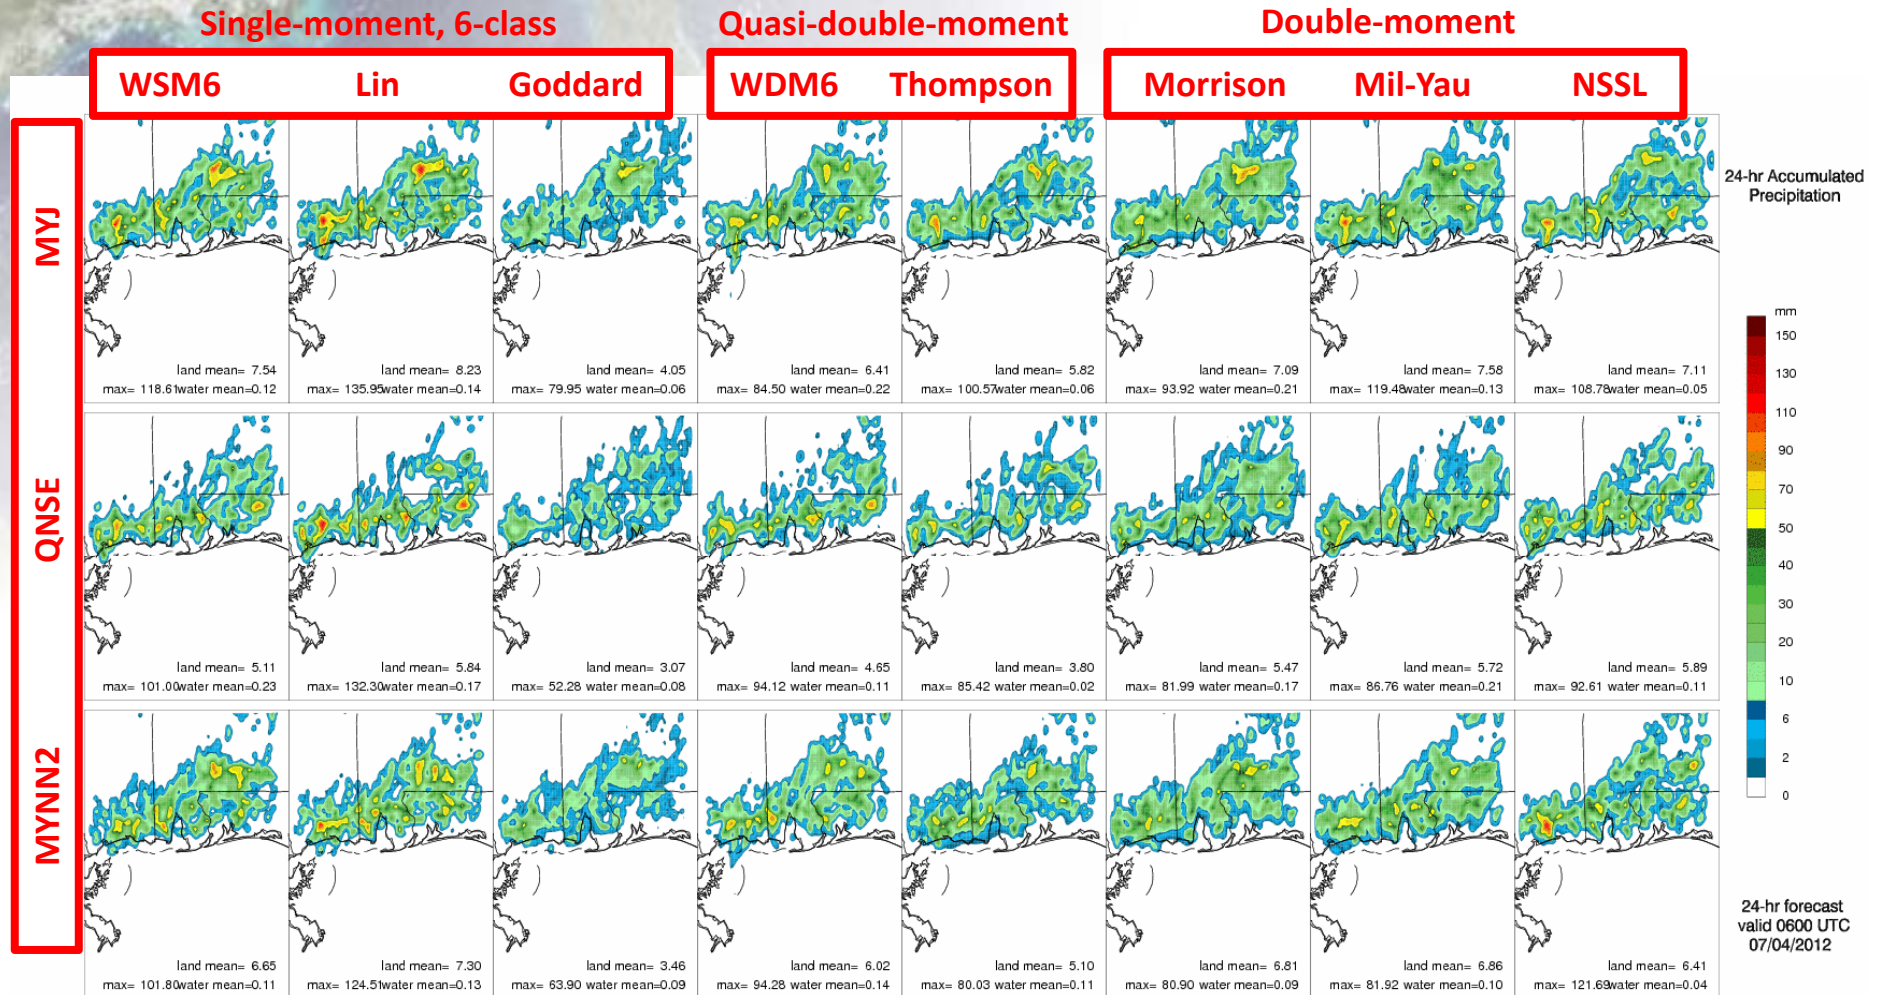 Single-moment, 6-class Quasi-double-moment Double-moment
WSM6 Lin Goddard WDM6 Thompson Morrison Mil-Yau NSSL
MYJ
24-hr Accumulated
Precipitation
land mean= 7.54 land mean= 8.23 land mean= 4.05 land mean= 6.41 land mean= 5.82 land mean= 7.09 land mean= 7.58 land mean= 7.11
max= 118.61water mean=0.12 max= 135.95water mean=0.14 max= 79.95 water mean=0.06 max= 84.50 water mean=0.22 max= 100.57water mean=0.06 max= 93.92 water mean=0.21 max= 119.48water mean=0.13 max= 108.78water mean=0.05
QNSE
land mean= 5.11 land mean= 5.84 land mean= 3.07 land mean= 4.65 land mean= 3.80 land mean= 5.47 land mean= 5.72 land mean= 5.89
max= 101.00water mean=0.23 max= 132.30water mean=0.17 max= 52.28 water mean=0.08 max= 94.12 water mean=0.11 max= 85.42 water mean=0.02 max= 81.99 water mean=0.17 max= 86.76 water mean=0.21 max= 92.61 water mean=0.11
MYNN2
land mean= 6.65 land mean= 7.30 land mean= 3.46 land mean= 6.02 land mean= 5.10 land mean= 6.81 land mean= 6.86 land mean= 6.41
max= 101.80water mean=0.11 max= 124.51water mean=0.13 max= 63.90 water mean=0.09 max= 94.28 water mean=0.14 max= 80.03 water mean=0.11 max= 80.90 water mean=0.09 max= 81.92 water mean=0.10 max= 121.69water mean=0.04
mm
150
130
110
90
70
50
40
30
20
10
6
2
0
24-hr forecast
valid 0600 UTC
07/04/2012